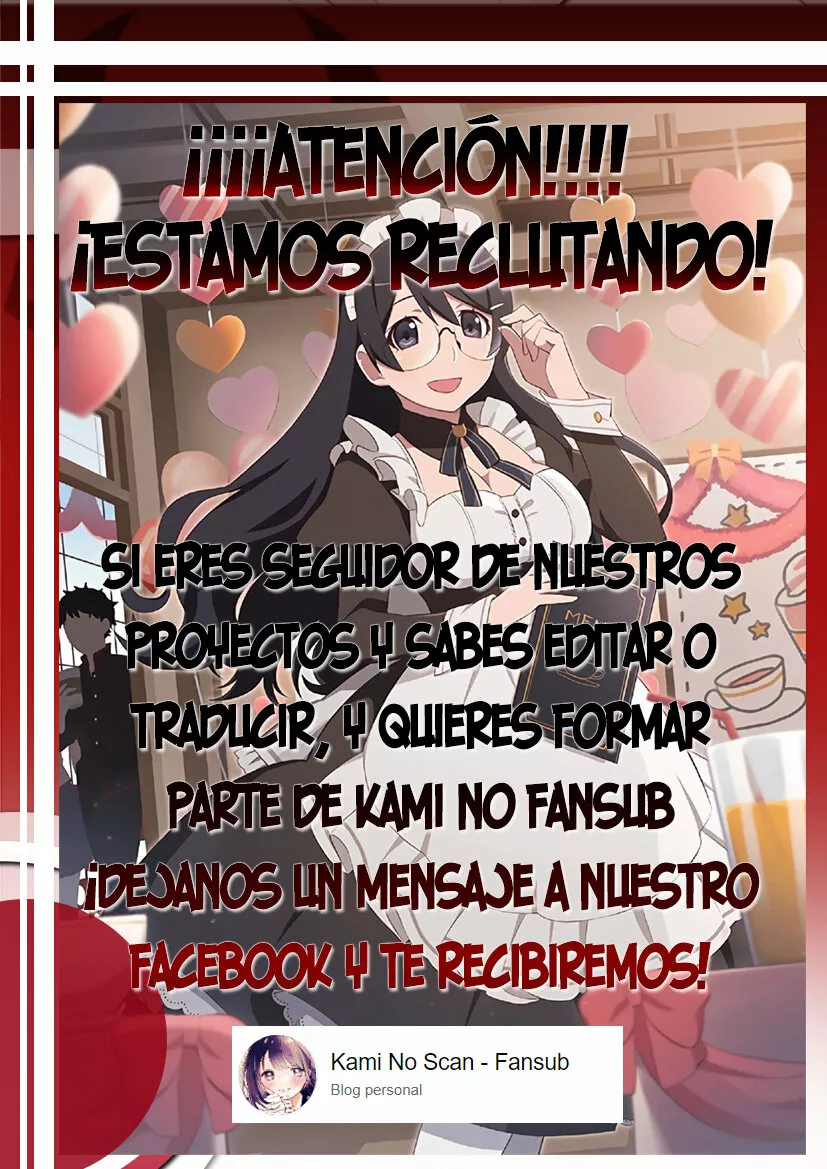 ¡¡¡¡ATENCIÓN!!!!
¡ESTAMOS RECLUTANDO!
SI ERES SEGUIDOR DE NUESTROS
PROYECTOS Y SABES EDITAR O
TRADUCIR, Y QUIERES FORMAR
PARTE DE KAMI NO FANSUB
¡DEJANOS UN MENSAJE A NUESTRO
FACEBOOK Y TE RECIBIREMOS!
Kami No Scan - Fansub
Blog personal